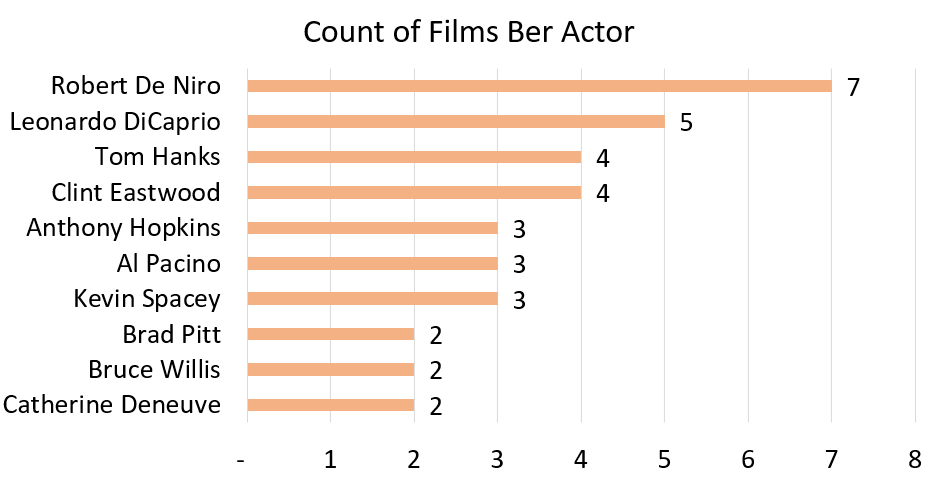 Count of Films Ber Actor
Robert De Niro 7
Leonardo DiCaprio 5
Tom Hanks 4
Clint Eastwood 4
Anthony Hopkins 3
Al Pacino 3
Kevin Spacey 3
Brad Pitt 2
Bruce Willis 2
Catherine Deneuve 2
- 1 2 3 4 5 6 7 8